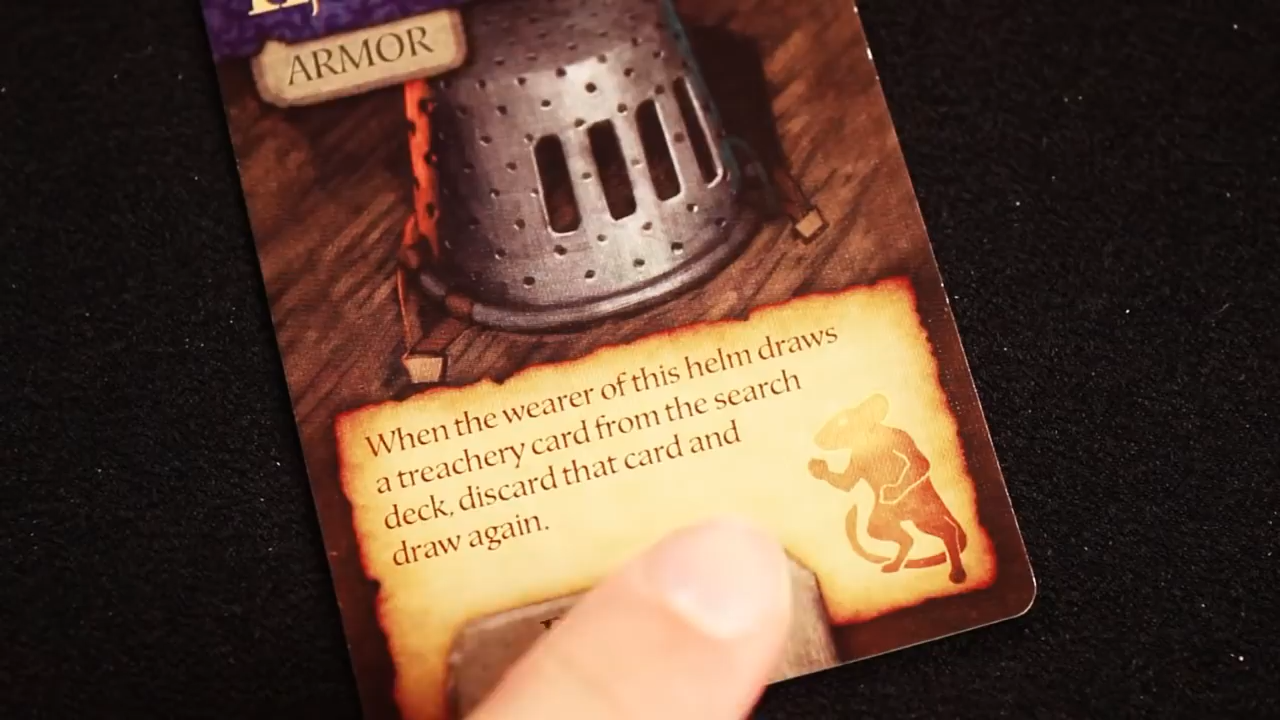 ARMOR
When the wearer of this helm draws
a treachery card from the search
deck, discard that card and
draw again.